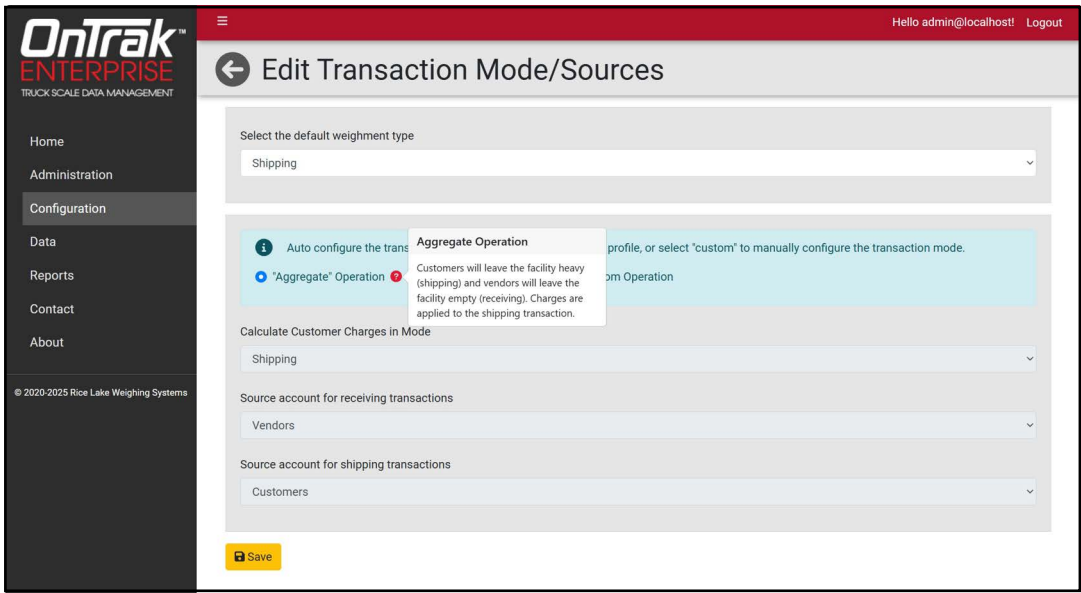 OnTrak™
ENTERPRISE
TRUCK SCALE DATA MANAGEMENT
Hello admin@localhost! Logout
Edit Transaction Mode/Sources
Home
Administration
Configuration
Data
Reports
Contact
About
© 2020-2025 Rice Lake Weighing Systems
Select the default weighment type
Shipping
Auto configure the trans
profile, or select "custom" to manually configure the transaction mode.
"Aggregate" Operation ?
om Operation
Aggregate Operation
Customers will leave the facility heavy
(shipping) and vendors will leave the
facility empty (receiving). Charges are
applied to the shipping transaction.
Calculate Customer Charges in Mode
Shipping
Source account for receiving transactions
Vendors
Source account for shipping transactions
Customers
Save